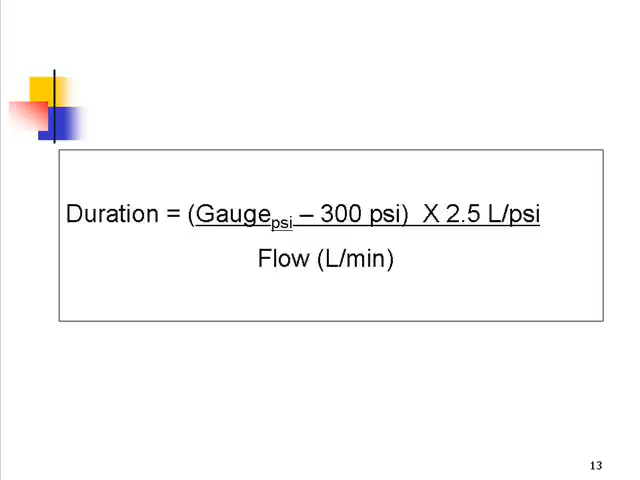 Duration = (Gaugepsi – 300 psi) X 2.5 L/psi
Flow (L/min)
13